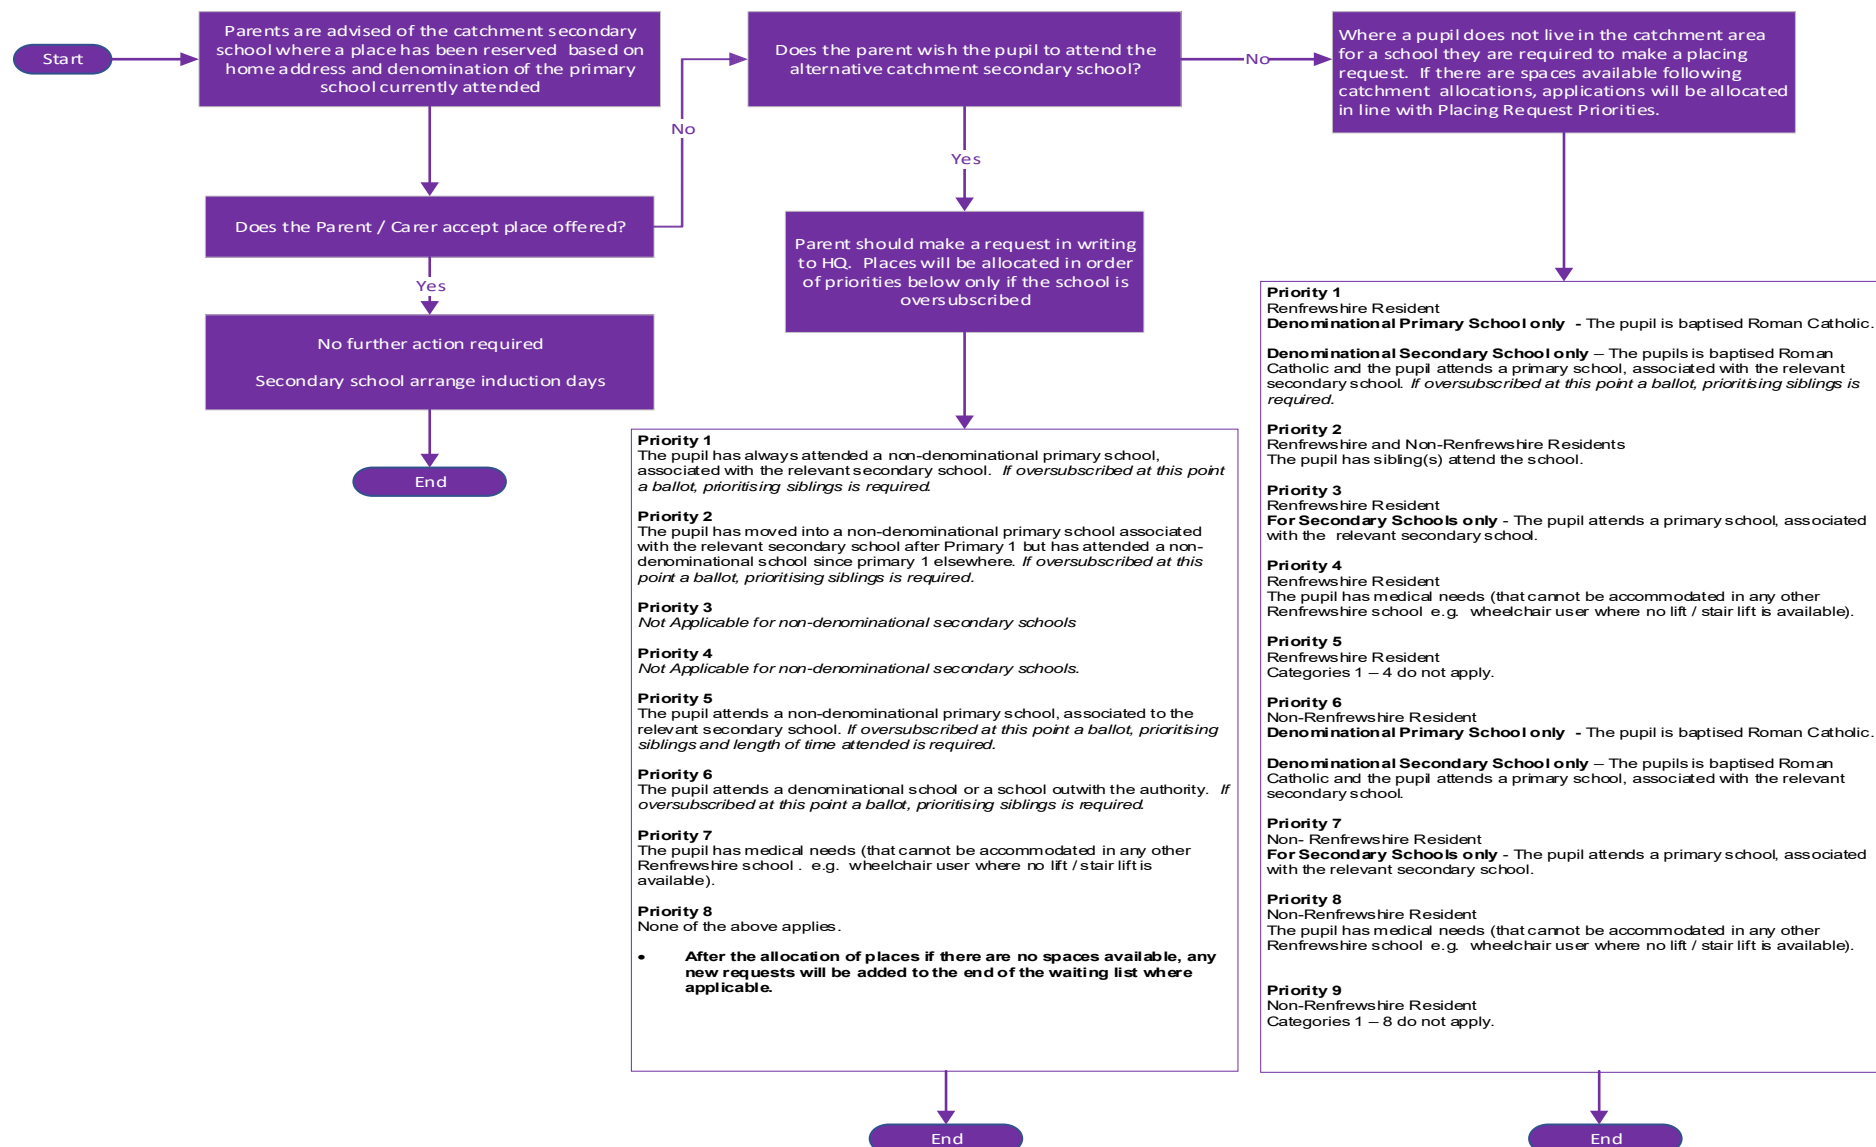 Start
Parents are advised of the catchment secondary
school where a place has been reserved based on
home address and denomination of the primary
school currently attended
Does the parent wish the pupil to attend the
alternative catchment secondary school?
No
Where a pupil does not live in the catchment area
for a school they are required to make a placing
request. If there are spaces available following
catchment allocations, applications will be allocated
in line with Placing Request Priorities.
No
Yes
Does the Parent / Carer accept place offered?
Yes
Parent should make a request in writing
to HQ. Places will be allocated in order
of priorities below only if the school is
oversubscribed
No further action required
Secondary school arrange induction days
End
Priority 1
The pupil has always attended a non-denominational primary school,
associated with the relevant secondary school. If oversubscribed at this point
a ballot, prioritising siblings is required.
Priority 2
The pupil has moved into a non-denominational primary school associated
with the relevant secondary school after Primary 1 but has attended a non-
denominational school since primary 1 elsewhere. If oversubscribed at this
point a ballot, prioritising siblings is required.
Priority 3
Not Applicable for non-denominational secondary schools
Priority 4
Not Applicable for non-denominational secondary schools.
Priority 5
The pupil attends a non-denominational primary school, associated to the
relevant secondary school. If oversubscribed at this point a ballot, prioritising
siblings and length of time attended is required.
Priority 6
The pupil attends a denominational school or a school outwith the authority. If
oversubscribed at this point a ballot, prioritising siblings is required.
Priority 7
The pupil has medical needs (that cannot be accommodated in any other
Renfrewshire school . e.g. wheelchair user where no lift / stair lift is
available).
Priority 8
None of the above applies.
• After the allocation of places if there are no spaces available, any
new requests will be added to the end of the waiting list where
applicable.
End
Priority 1
Renfrewshire Resident
Denominational Primary School only - The pupil is baptised Roman Catholic.
Denominational Secondary School only – The pupils is baptised Roman
Catholic and the pupil attends a primary school, associated with the relevant
secondary school. If oversubscribed at this point a ballot, prioritising siblings is
required.
Priority 2
Renfrewshire and Non-Renfrewshire Residents
The pupil has sibling(s) attend the school.
Priority 3
Renfrewshire Resident
For Secondary Schools only - The pupil attends a primary school, associated
with the relevant secondary school.
Priority 4
Renfrewshire Resident
The pupil has medical needs (that cannot be accommodated in any other
Renfrewshire school e.g. wheelchair user where no lift / stair lift is available).
Priority 5
Renfrewshire Resident
Categories 1 – 4 do not apply.
Priority 6
Non-Renfrewshire Resident
Denominational Primary School only - The pupil is baptised Roman Catholic.
Denominational Secondary School only – The pupils is baptised Roman
Catholic and the pupil attends a primary school, associated with the relevant
secondary school.
Priority 7
Non- Renfrewshire Resident
For Secondary Schools only - The pupil attends a primary school, associated
with the relevant secondary school.
Priority 8
Non-Renfrewshire Resident
The pupil has medical needs (that cannot be accommodated in any other
Renfrewshire school e.g. wheelchair user where no lift / stair lift is available).
Priority 9
Non-Renfrewshire Resident
Categories 1 – 8 do not apply.
End